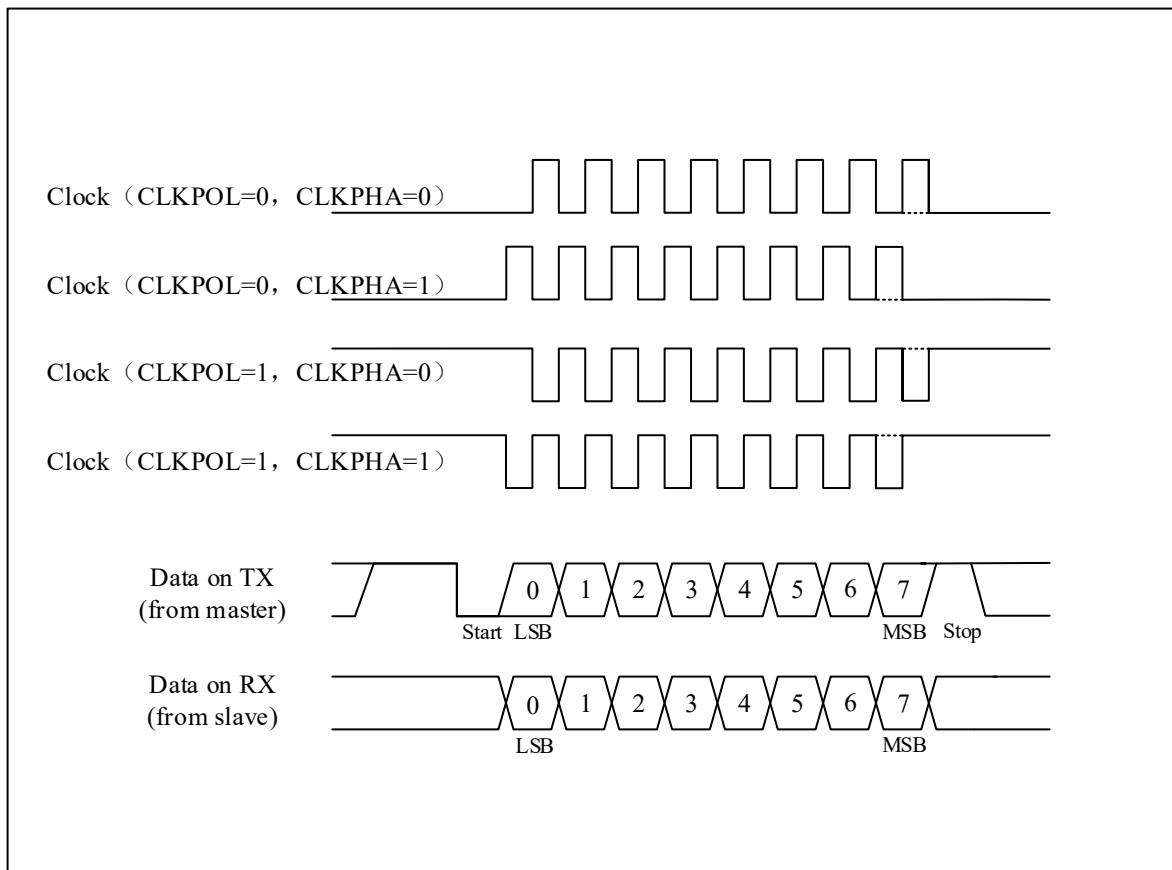 Clock（CLKPOL=0，CLKPHA=0）
Clock（CLKPOL=0，CLKPHA=1）
Clock（CLKPOL=1，CLKPHA=0）
Clock（CLKPOL=1，CLKPHA=1）
Data on TX
(from master)
0 1 2 3 4 5 6 7
Start LSB MSB Stop
Data on RX
(from slave)
0 1 2 3 4 5 6 7
LSB MSB